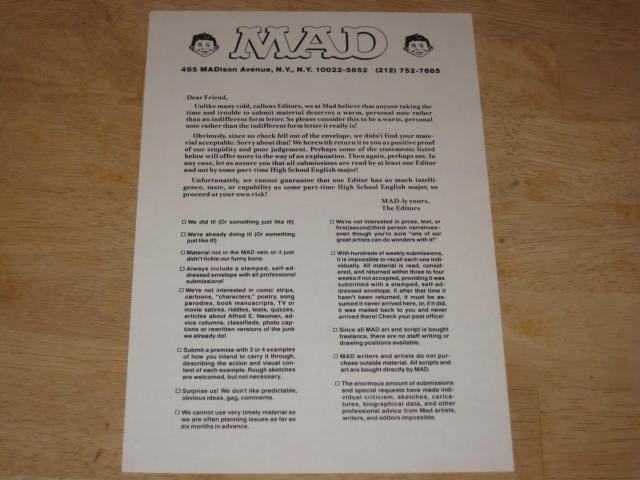 MAD
485 MADison Avenue, N.Y., N.Y. 10022-5852 (212) 752-7685
Dear Friend,
Unlike many cold, callous Editors, we at Mad believe that anyone taking the
time and trouble to submit material deserves a warm, personal note rather
than an indifferent form letter. So please consider this to be a warm, personal
note rather than the indifferent form letter it really is!
Obviously, since no check fell out of the envelope, we didn't find your mate-
rial acceptable. Sorry about that! We herewith return it to you as positive proof
of our stupidity and poor judgement. Perhaps some of the statements listed
below will offer more in the way of an explanation. Then again, perhaps not. In
any case, let us assure you that all submissions are read by at least one Editor
and not by some part-time High School English major!
Unfortunately, we cannot guarantee that one Editor has as much intelli-
gence, taste, or capability as some part-time High School English major, so
proceed at your own risk!
MAD-ly yours,
The Editors
We did it! (Or something just like it!)
We're already doing it! (Or something
just like it!)
Material not in the MAD vein or it just
didn't tickle our funny bone.
Always include a stamped, self-ad-
dressed envelope with all professional
submissions!
We're not interested in comic strips,
cartoons, "characters," poetry, song
parodies, book manuscripts, TV or
movie satires, riddles, tests, quizzes,
articles about Alfred E. Neuman, ad-
vice columns, classifieds, photo cap-
tions or rewritten versions of the junk
we already do!
Submit a premise with 3 or 4 examples
of how you intend to carry it through,
describing the action and visual con-
tent of each example. Rough sketches
are welcomed, but not necessary.
Surprise us! We don't like predictable,
obvious ideas, gag, comments.
We cannot use very timely material as
we are often planning issues as far as
six months in advance.
We're not interested in prose, text, or
first/second/third person narratives–
even though you're sure "one of our
great artists can do wonders with it!"
With hundreds of weekly submissions,
it is impossible to recall each one indi-
vidually. All material is read, consid-
ered, and returned within three to four
weeks if not accepted, providing it was
submitted with a stamped, self-ad-
dressed envelope. If after that time it
hasn't been returned, it must be as-
sumed it never arrived here, or, if it did,
it was mailed back to you and never
arrived there! Check your post office!
Since all MAD art and script is bought
freelance, there are no staff writing or
drawing positions available.
MAD writers and artists do not pur-
chase outside material. All scripts and
art are bought directly by MAD.
The enormous amount of submissions
and special requests have made indi-
vidual criticism, sketches, carica-
tures, biographical data, and other
professional advice from Mad artists,
writers, and editors impossible.